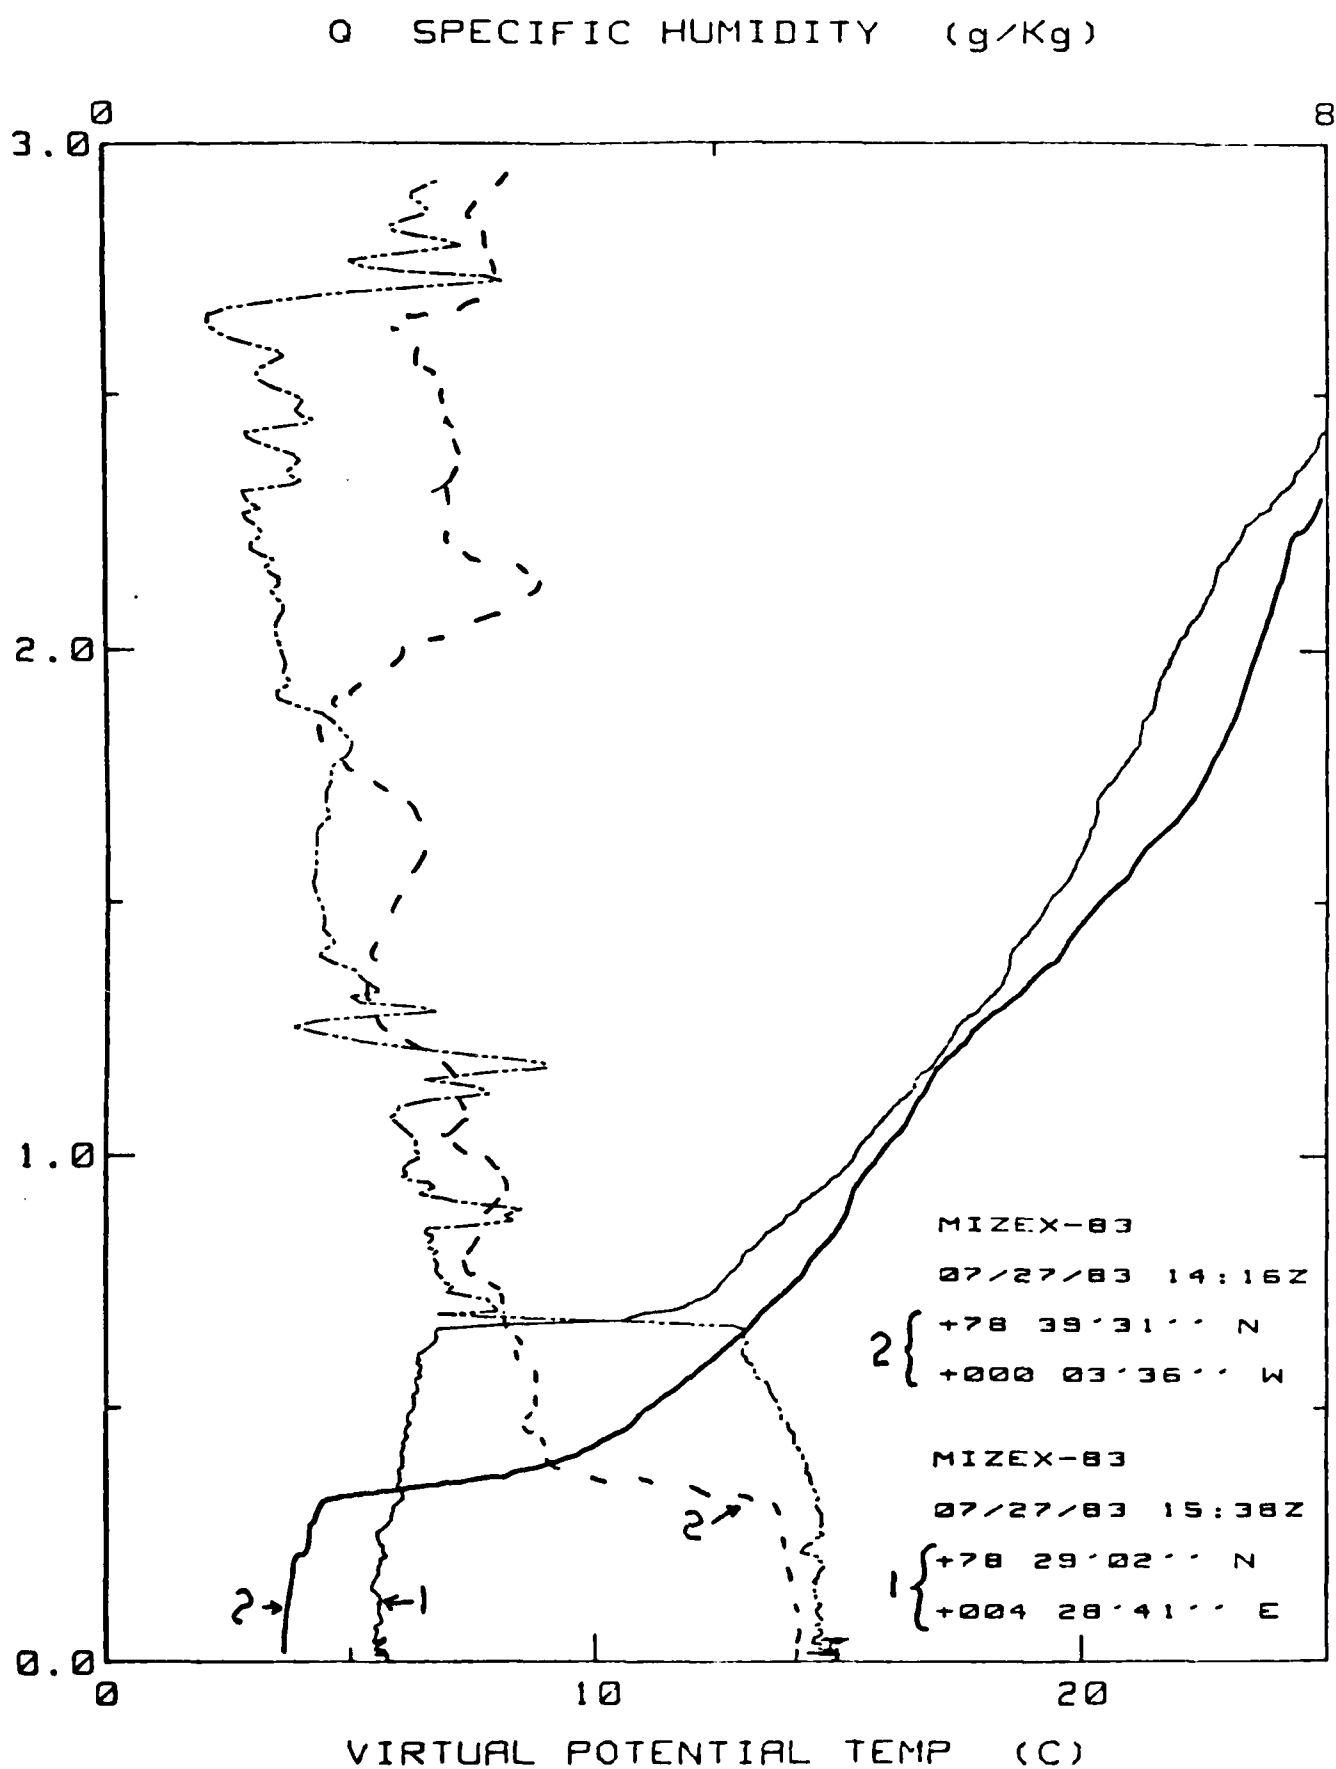 Q SPECIFIC HUMIDITY (g/Kg)
0 8
3.0
2.0
1.0
MIZEX-83
07/27/83 14:16Z
2 { +78 39'31'' N
+000 03'36'' W
MIZEX-83
07/27/83 15:38Z
1 { +78 29'02'' N
+004 28'41'' E
2
2
1
0.0
0 10 20
VIRTUAL POTENTIAL TEMP (C)